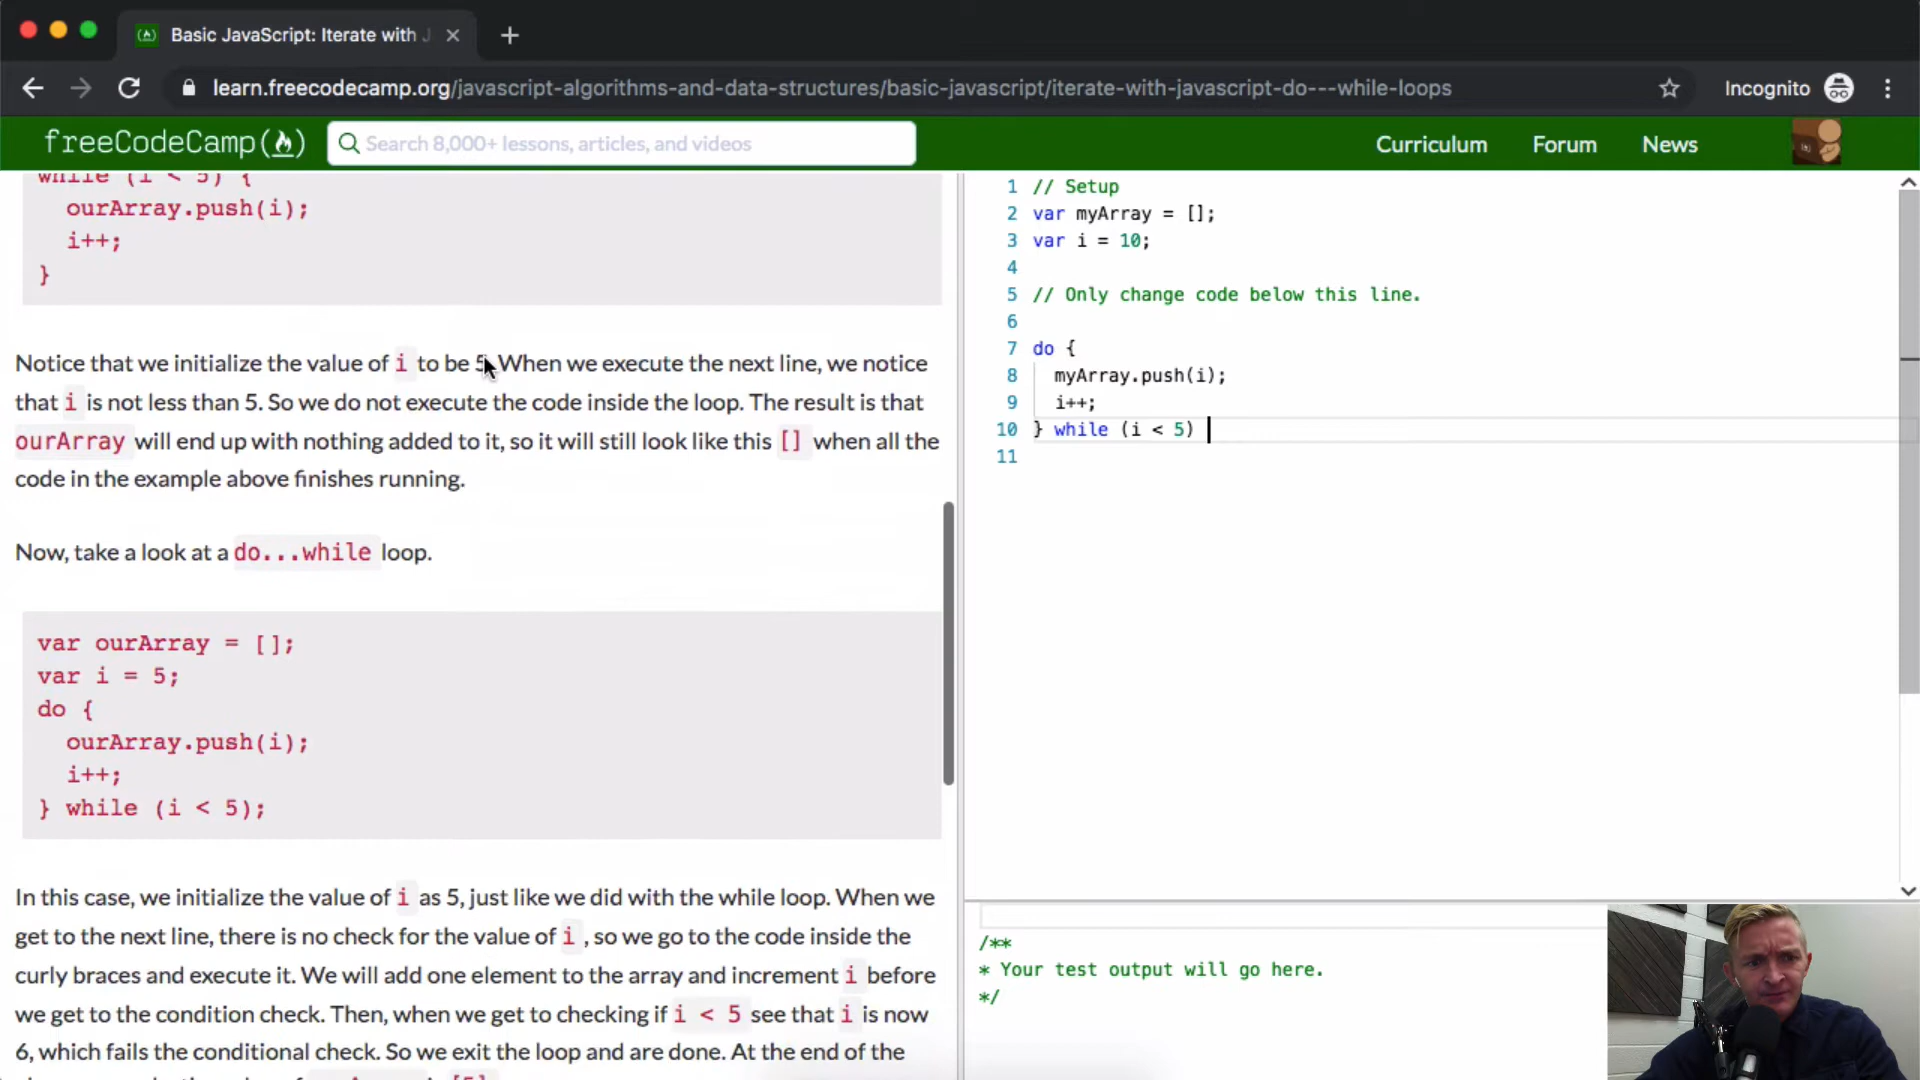 Basic JavaScript: Iterate with J
learn.freecodecamp.org/javascript-algorithms-and-data-structures/basic-javascript/iterate-with-javascript-do---while-loops
Incognito
freeCodeCamp
Search 8,000+ lessons, articles, and videos
Curriculum
Forum
News
while (i < 5) {
ourArray.push(i);
i++;
}
Notice that we initialize the value of i to be 5. When we execute the next line, we notice
that i is not less than 5. So we do not execute the code inside the loop. The result is that
ourArray will end up with nothing added to it, so it will still look like this [] when all the
code in the example above finishes running.
Now, take a look at a do...while loop.
var ourArray = [];
var i = 5;
do {
ourArray.push(i);
i++;
} while (i < 5);
In this case, we initialize the value of i as 5, just like we did with the while loop. When we
get to the next line, there is no check for the value of i , so we go to the code inside the
curly braces and execute it. We will add one element to the array and increment i before
we get to the condition check. Then, when we get to checking if i < 5 see that i is now
6, which fails the conditional check. So we exit the loop and are done. At the end of the
1 // Setup
2 var myArray = [];
3 var i = 10;
4
5 // Only change code below this line.
6
7 do {
8 myArray.push(i);
9 i++;
10 } while (i < 5)
11
/**
* Your test output will go here.
*/